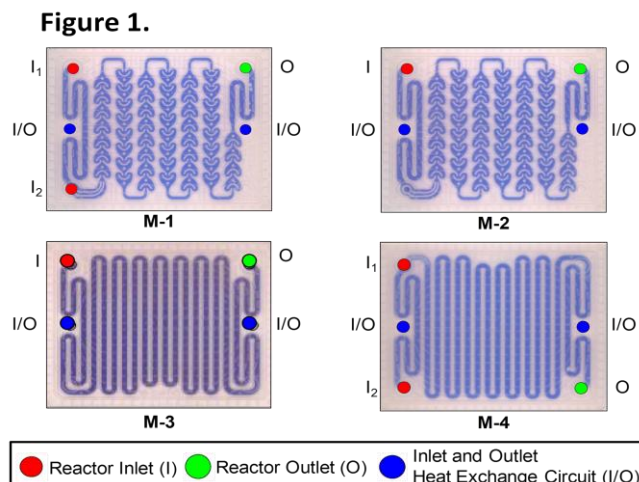 Figure 1.
I1 O I O
I/O I/O I/O I/O
I2
M-1 M-2
I O I1
I/O I/O I/O I/O
I2 O
M-3 M-4
Reactor Inlet (I) Reactor Outlet (O) Inlet and Outlet
Heat Exchange Circuit (I/O)